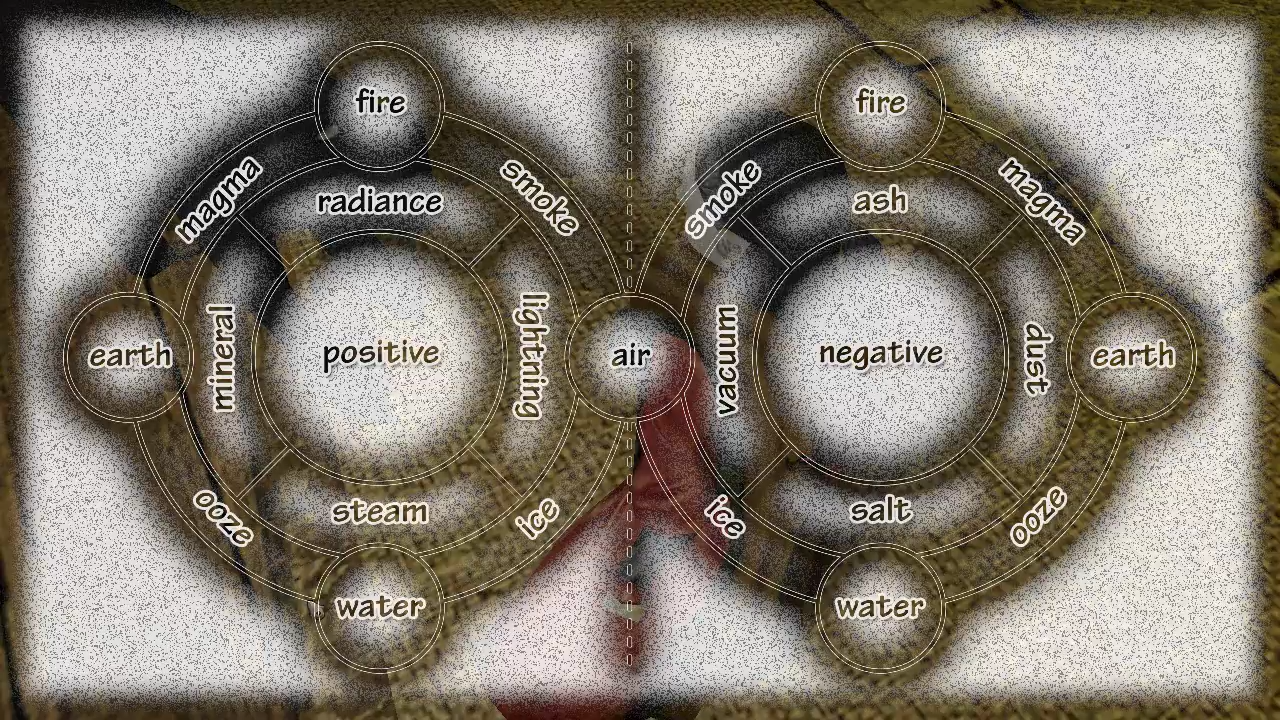 fire
magma
smoke
radiance
earth
mineral
positive
lightning
air
ooze
steam
ice
water
fire
smoke
magma
ash
vacuum
negative
dust
earth
ice
salt
ooze
water